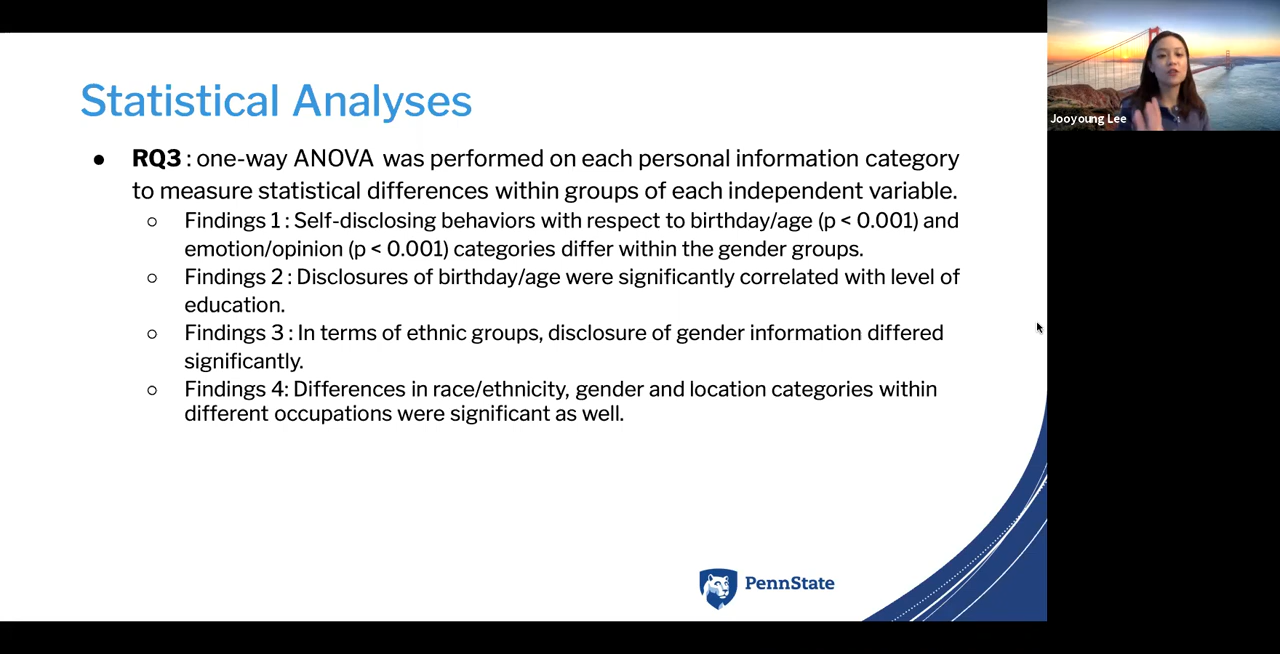 Statistical Analyses
● RQ3 : one-way ANOVA was performed on each personal information category
to measure statistical differences within groups of each independent variable.
○ Findings 1 : Self-disclosing behaviors with respect to birthday/age (p < 0.001) and
emotion/opinion (p < 0.001) categories differ within the gender groups.
○ Findings 2 : Disclosures of birthday/age were significantly correlated with level of
education.
○ Findings 3 : In terms of ethnic groups, disclosure of gender information differed
significantly.
○ Findings 4: Differences in race/ethnicity, gender and location categories within
different occupations were significant as well.
PennState
Jooyoung Lee